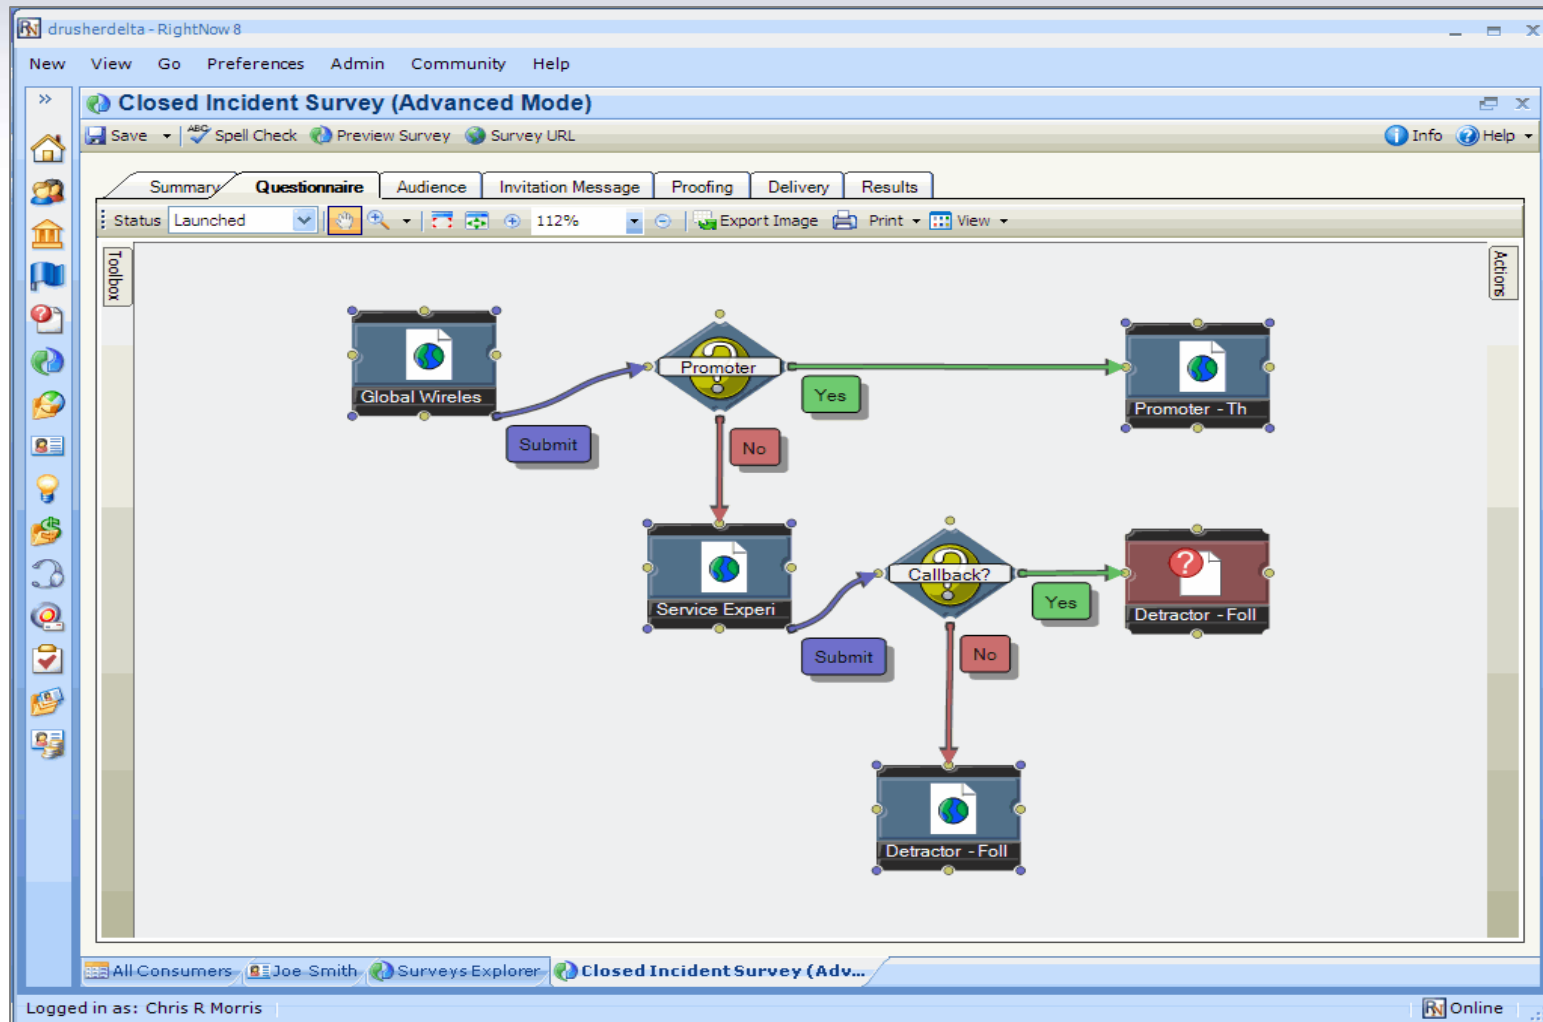 drusherdelta - RightNow 8
New View Go Preferences Admin Community Help
Closed Incident Survey (Advanced Mode)
Save ABC Spell Check Preview Survey Survey URL Info Help
Summary Questionnaire Audience Invitation Message Proofing Delivery Results
Status Launched 112% Export Image Print View
Toolbox
Actions
Global Wireles
Submit
Promoter
Yes
No
Promoter - Th
Service Experi
Submit
Callback?
Yes
No
Detractor - Foll
Detractor - Foll
All Consumers Joe Smith Surveys Explorer Closed Incident Survey (Adv...
Logged in as: Chris R Morris Online